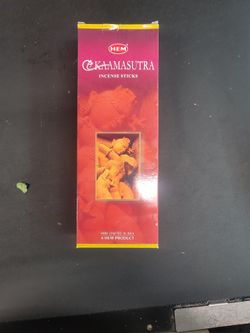 HEM
KAAMASUTRA
INCENSE STICKS
A HEM PRODUCT